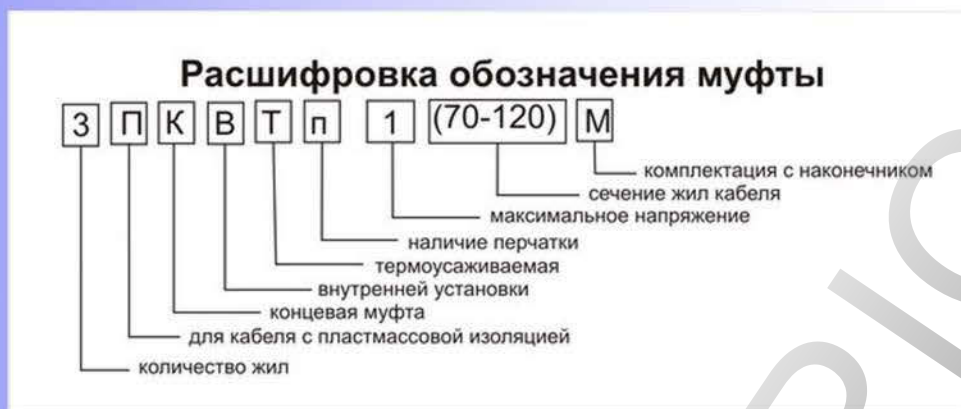 Расшифровка обозначения муфты
3 П К В Т п 1 (70-120) М
комплектация с наконечником
сечение жил кабеля
максимальное напряжение
наличие перчатки
термоусаживаемая
внутренней установки
концевая муфта
для кабеля с пластмассовой изоляцией
количество жил